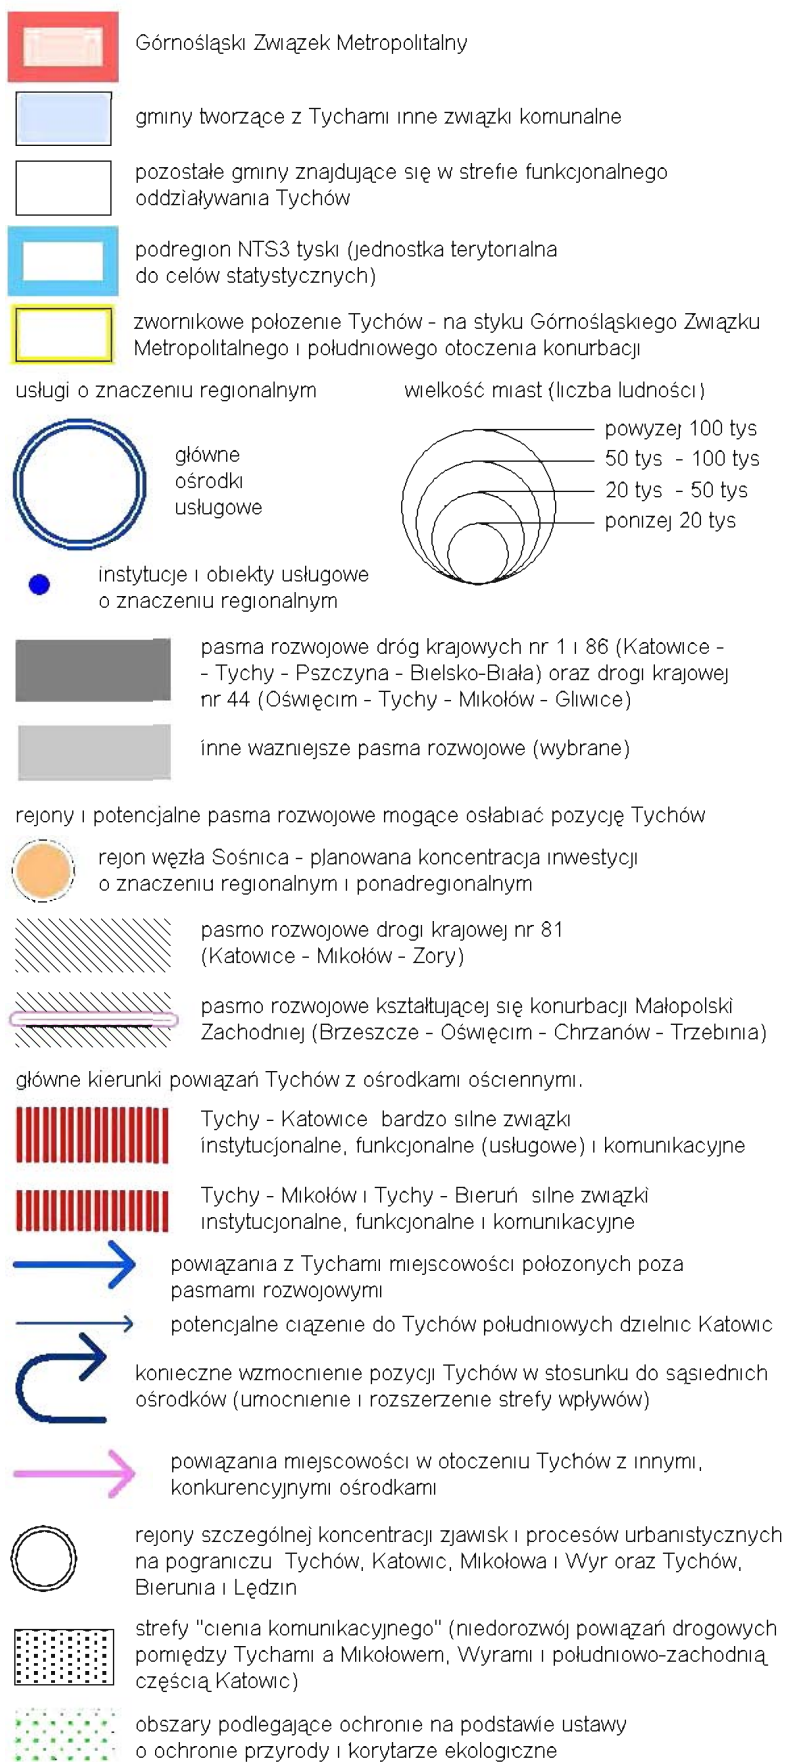 Górnośląski Związek Metropolitalny
gminy tworzące z Tychami inne związki komunalne
pozostałe gminy znajdujące się w strefie funkcjonalnego
oddziaływania Tychów
podregion NTS3 tyski (jednostka terytorialna
do celów statystycznych)
zwornikowe połozenie Tychów - na styku Górnośląskiego Związku
Metropolitalnego i południowego otoczenia konurbacji
usługi o znaczeniu regionalnym
główne
ośrodki
usługowe
instytucje i obiekty usługowe
o znaczeniu regionalnym
wielkość miast (liczba ludności)
powyzej 100 tys
50 tys - 100 tys
20 tys - 50 tys
ponizej 20 tys
pasma rozwojowe dróg krajowych nr 1 i 86 (Katowice -
- Tychy - Pszczyna - Bielsko-Biała) oraz drogi krajowej
nr 44 (Oświęcim - Tychy - Mikołów - Gliwice)
inne wazniejsze pasma rozwojowe (wybrane)
rejony i potencjalne pasma rozwojowe mogące osłabiać pozycję Tychów
rejon węzła Sośnica - planowana koncentracja inwestycji
o znaczeniu regionalnym i ponadregionalnym
pasmo rozwojowe drogi krajowej nr 81
(Katowice - Mikołów - Zory)
pasmo rozwojowe kształtującej się konurbacji Małopolski
Zachodniej (Brzeszcze - Oświęcim - Chrzanów - Trzebinia)
główne kierunki powiązań Tychów z ośrodkami ościennymi.
Tychy - Katowice bardzo silne związki
instytucjonalne, funkcjonalne (usługowe) i komunikacyjne
Tychy - Mikołów i Tychy - Bieruń silne związki
instytucjonalne, funkcjonalne i komunikacyjne
powiązania z Tychami miejscowości połozonych poza
pasmami rozwojowymi
potencjalne ciązenie do Tychów południowych dzielnic Katowic
konieczne wzmocnienie pozycji Tychów w stosunku do sąsiednich
ośrodków (umocnienie i rozszerzenie strefy wpływów)
powiązania miejscowości w otoczeniu Tychów z innymi,
konkurencyjnymi ośrodkami
rejony szczególnej koncentracji zjawisk i procesów urbanistycznych
na pograniczu Tychów, Katowic, Mikołowa i Wyr oraz Tychów,
Bierunia i Lędzin
strefy "cienia komunikacyjnego" (niedorozwój powiązań drogowych
pomiędzy Tychami a Mikołowem, Wyrami i południowo-zachodnią
częścią Katowic)
obszary podlegające ochronie na podstawie ustawy
o ochronie przyrody i korytarze ekologiczne